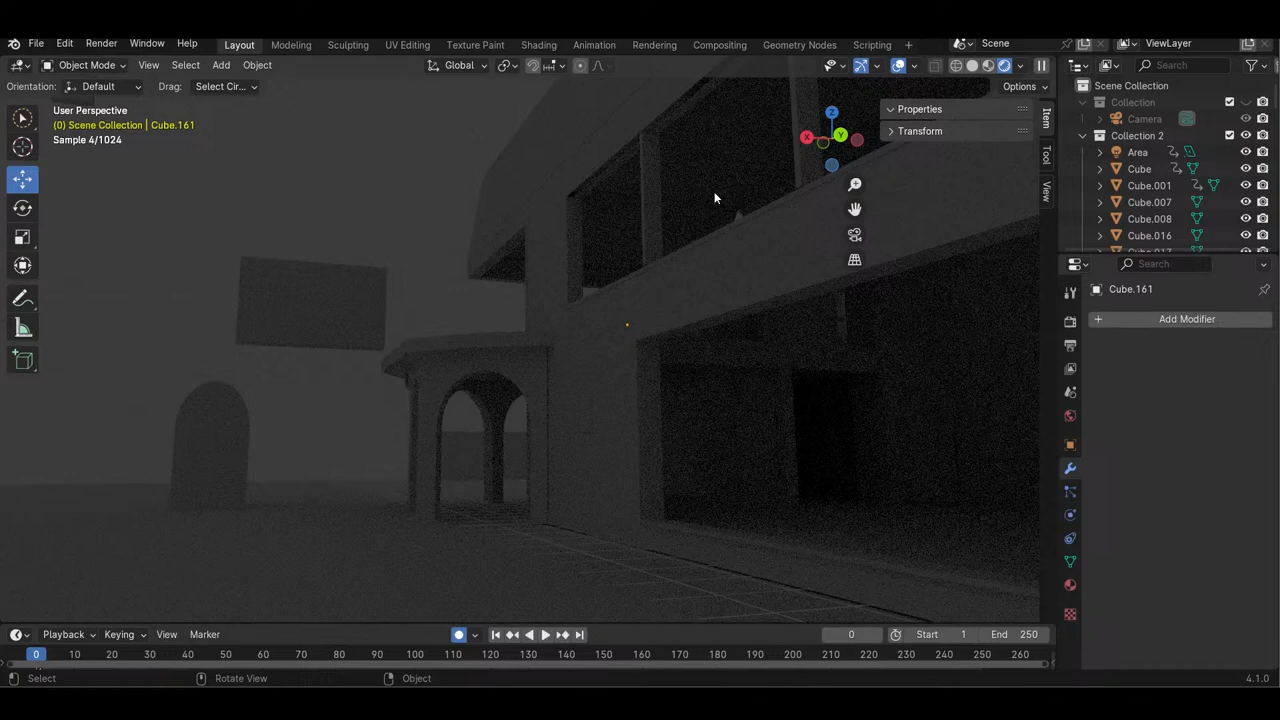 File Edit Render Window Help Layout Modeling Sculpting UV Editing Texture Paint Shading Animation Rendering Compositing Geometry Nodes Scripting + Scene ViewLayer
Object Mode View Select Add Object Global Search
Orientation: Default Drag: Select Cir... Options
Scene Collection
User Perspective
(0) Scene Collection | Cube.161
Sample 4/1024
Properties
Transform
Item
Tool
View
X
Y
Z
Collection
Camera
Collection 2
Area
Cube
Cube.001
Cube.007
Cube.008
Cube.016
Search
Cube.161
+ Add Modifier
Playback Keying View Marker 0 Start 1 End 250
0 10 20 30 40 50 60 70 80 90 100 110 120 130 140 150 160 170 180 190 200 210 220 230 240 250 260
Select Rotate View Object 4.1.0